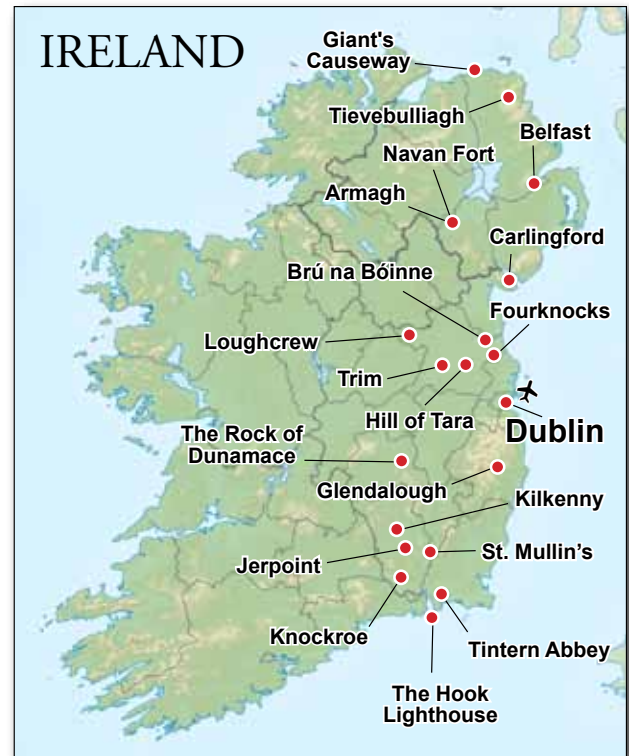 IRELAND
Giant's
Causeway
Tievebulliagh
Belfast
Navan Fort
Armagh
Carlingford
Brú na Bóinne
Fourknocks
Loughcrew
Trim
Hill of Tara
Dublin
The Rock of
Dunamace
Glendalough
Kilkenny
St. Mullin's
Jerpoint
Knockroe
Tintern Abbey
The Hook
Lighthouse